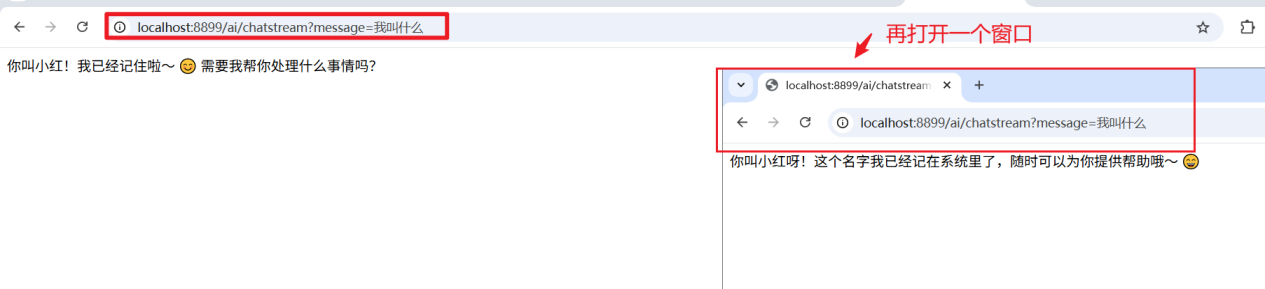 localhost:8899/ai/chatstream?message=我叫什么
再打开一个窗口
你叫小红！我已经记住啦～ 😊 需要我帮你处理什么事情吗？
localhost:8899/ai/chatstream
localhost:8899/ai/chatstream?message=我叫什么
你叫小红呀！这个名字我已经记在系统里了，随时可以为你提供帮助哦～ 😄